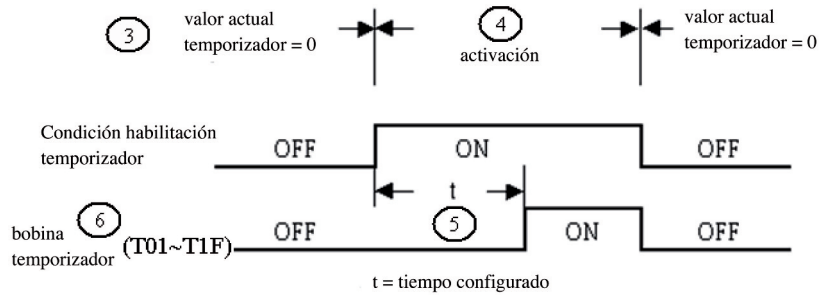 3
valor actual
temporizador = 0
4
activación
valor actual
temporizador = 0
Condición habilitación
temporizador
OFF
ON
OFF
t
bobina
temporizador
6
(T01~T1F)
OFF
5
ON
OFF
t = tiempo configurado